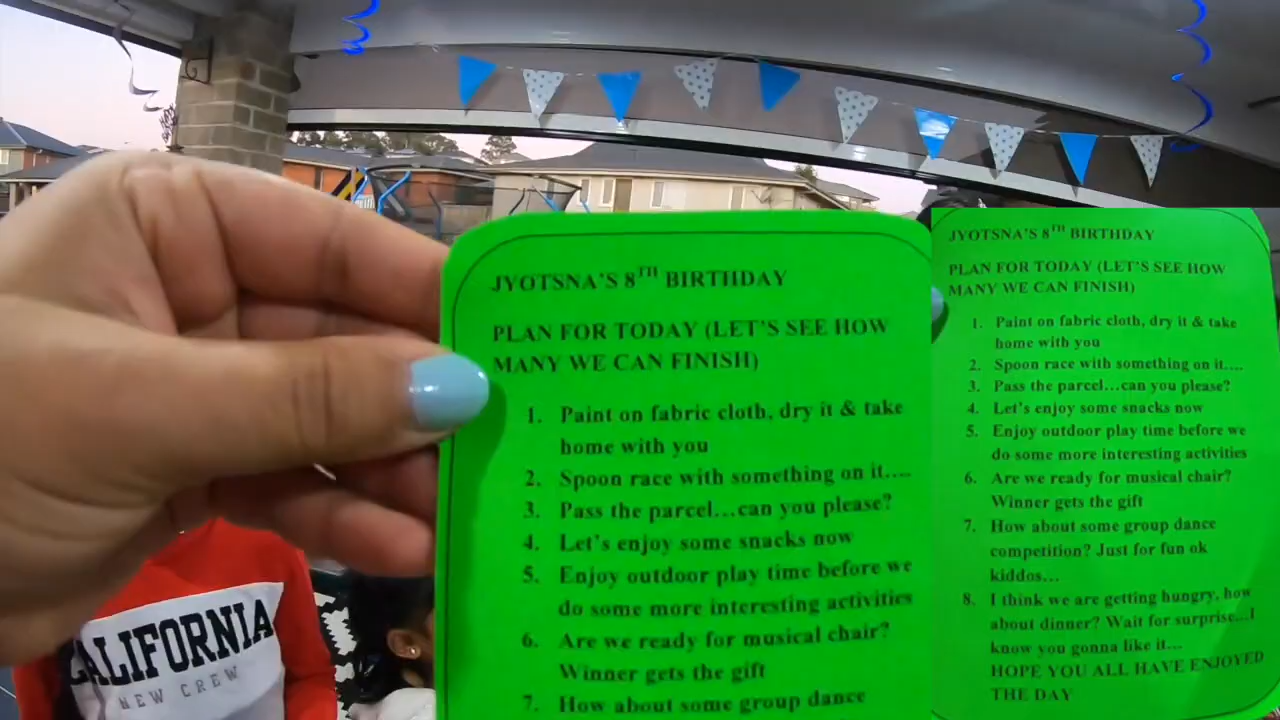 JYOTSNA'S 8TH BIRTHDAY
PLAN FOR TODAY (LET'S SEE HOW
MANY WE CAN FINISH)
1. Paint on fabric cloth, dry it & take
home with you
2. Spoon race with something on it....
3. Pass the parcel...can you please?
4. Let's enjoy some snacks now
5. Enjoy outdoor play time before we
do some more interesting activities
6. Are we ready for musical chair?
Winner gets the gift
7. How about some group dance
JYOTSNA'S 8TH BIRTHDAY
PLAN FOR TODAY (LET'S SEE HOW
MANY WE CAN FINISH)
1. Paint on fabric cloth, dry it & take
home with you
2. Spoon race with something on it....
3. Pass the parcel...can you please?
4. Let's enjoy some snacks now
5. Enjoy outdoor play time before we
do some more interesting activities
6. Are we ready for musical chair?
Winner gets the gift
7. How about some group dance
competition? Just for fun ok
kiddos...
8. I think we are getting hungry, how
about dinner? Wait for surprise...I
know you gonna like it...
HOPE YOU ALL HAVE ENJOYED
THE DAY
CALIFORNIA
NEW CREW